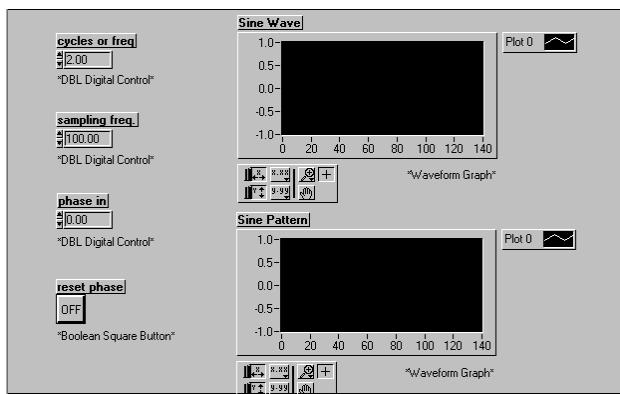 cycles or freq
2.00
*DBL Digital Control*
sampling freq.
100.00
*DBL Digital Control*
phase in
0.00
*DBL Digital Control*
reset phase
OFF
*Boolean Square Button*
Sine Wave
Plot 0
1.0
0.5
0.0
-0.5
-1.0
0 20 40 60 80 100 120 140
X
x.xx
Y
y.yy
*Waveform Graph*
Sine Pattern
Plot 0
1.0
0.5
0.0
-0.5
-1.0
0 20 40 60 80 100 120 140
X
x.xx
Y
y.yy
*Waveform Graph*